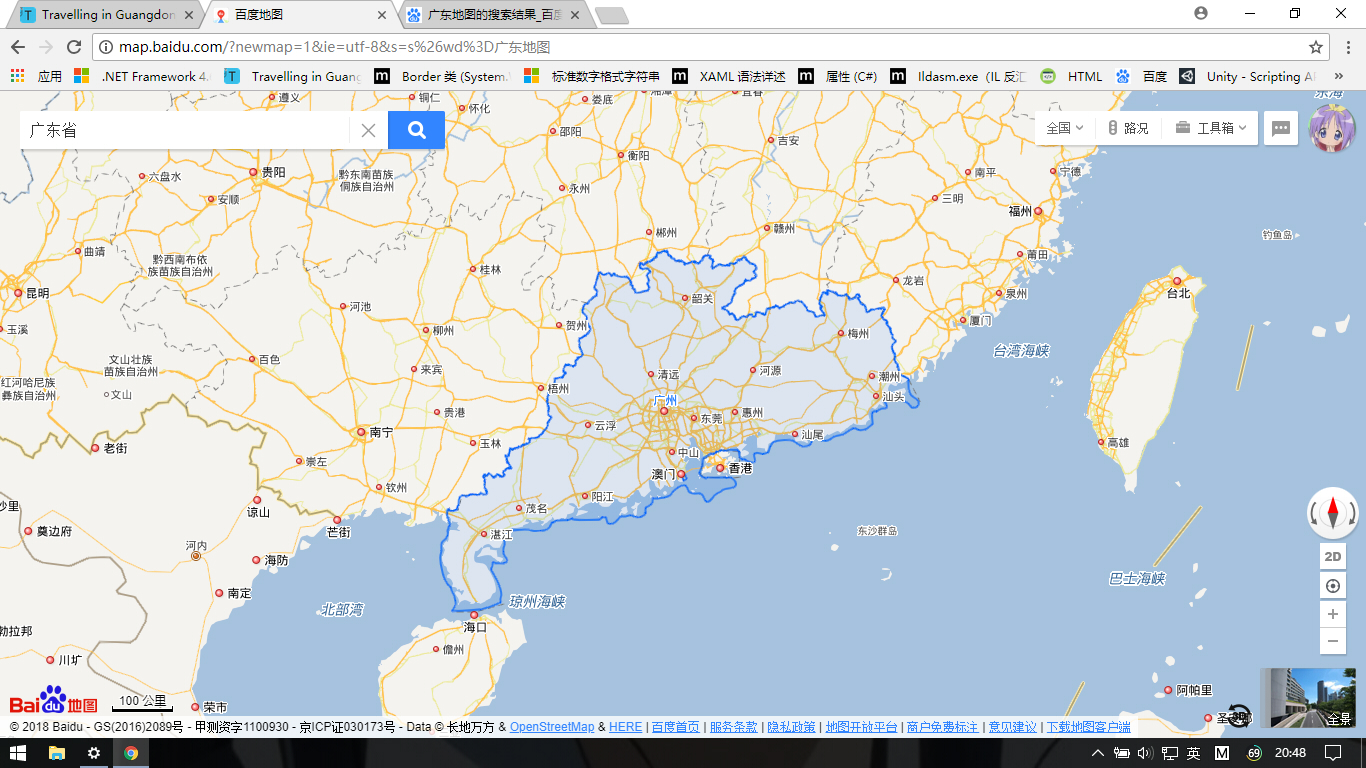 Travelling in Guangdon
百度地图
广东地图的搜索结果_百度
map.baidu.com/?newmap=1&ie=utf-8&s=s%26wd%3D广东地图
应用 .NET Framework 4. Travelling in Guang Border 类 (System. 标准数字格式字符串 XAML 语法详述 属性 (C#) Ildasm.exe（IL 反汇 HTML 百度 Unity - Scripting A »
广东省
全国 路况 工具箱
遵义 铜仁 怀化 娄底 湘潭 宜春 东海
邵阳 吉安
衡阳
六盘水 贵阳 黔东南苗族
侗族自治州 永州 南平 宁德
安顺 三明 福州
郴州 赣州 钓鱼岛
曲靖 黔西南布依
族苗族自治州 桂林 莆田
韶关 龙岩 泉州 台北
昆明 河池 厦门
玉溪 柳州 贺州 梅州
文山壮族
苗族自治州 百色 来宾 台湾海峡
红河哈尼族
彝族自治州 文山 梧州 清远 河源 潮州
贵港 广州 惠州 汕头
南宁 云浮 东莞 汕尾
老街 玉林 高雄
崇左 中山 香港
澳门
钦州 阳江
沙里 谅山 茂名
奠边府 芒街 湛江 东沙群岛
河内
海防 巴士海峡
南定 北部湾 琼州海峡
勃拉邦 海口
川圹 儋州
荣市 阿帕里
圣
2D
+
−
全景
Bai du 地图
100 公里
© 2018 Baidu - GS(2016)2089号 - 甲测资字1100930 - 京ICP证030173号 - Data © 长地万方 & OpenStreetMap & HERE | 百度首页 | 服务条款 | 隐私政策 | 地图开放平台 | 商户免费标注 | 意见建议 | 下载地图客户端
英 M 69 20:48